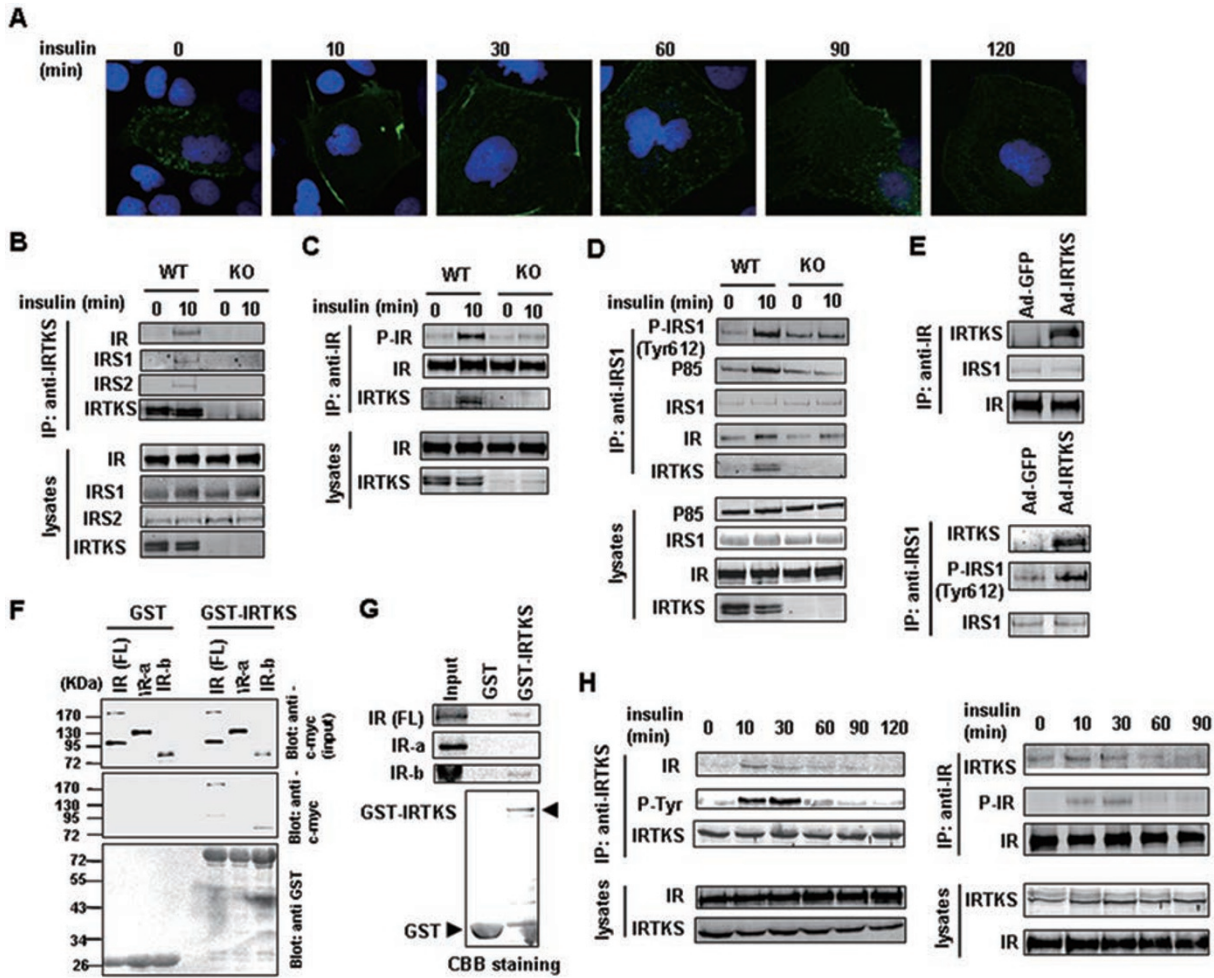 A
insulin (min) 0 10 30 60 90 120
B
WT KO
insulin (min) 0 10 0 10
IP: anti-IRTKS
IR
IRS1
IRS2
IRTKS
lysates
IR
IRS1
IRS2
IRTKS
C
WT KO
insulin (min) 0 10 0 10
IP: anti-IR
P-IR
IR
IRTKS
lysates
IR
IRTKS
D
WT KO
insulin (min) 0 10 0 10
IP: anti-IRS1
P-IRS1
(Tyr612)
P85
IRS1
IR
IRTKS
lysates
P85
IRS1
IR
IRTKS
E
Ad-GFP Ad-IRTKS
IP: anti-IR
IRTKS
IRS1
IR
Ad-GFP Ad-IRTKS
IP: anti-IRS1
IRTKS
P-IRS1
(Tyr612)
IRS1
F
GST GST-IRTKS
(KDa) IR (FL) IR-a IR-b IR (FL) IR-a IR-b
170
130
95
72
Blot: anti -
c-myc
(input)
170
130
95
72
Blot: anti -
c-myc
72
55
43
34
26
Blot: anti GST
G
Input GST GST-IRTKS
IR (FL)
IR-a
IR-b
GST-IRTKS
GST
CBB staining
H
insulin (min) 0 10 30 60 90 120
IP: anti-IRTKS
IR
P-Tyr
IRTKS
lysates
IR
IRTKS
insulin (min) 0 10 30 60 90
IP: anti-IR
IRTKS
P-IR
IR
lysates
IRTKS
IR